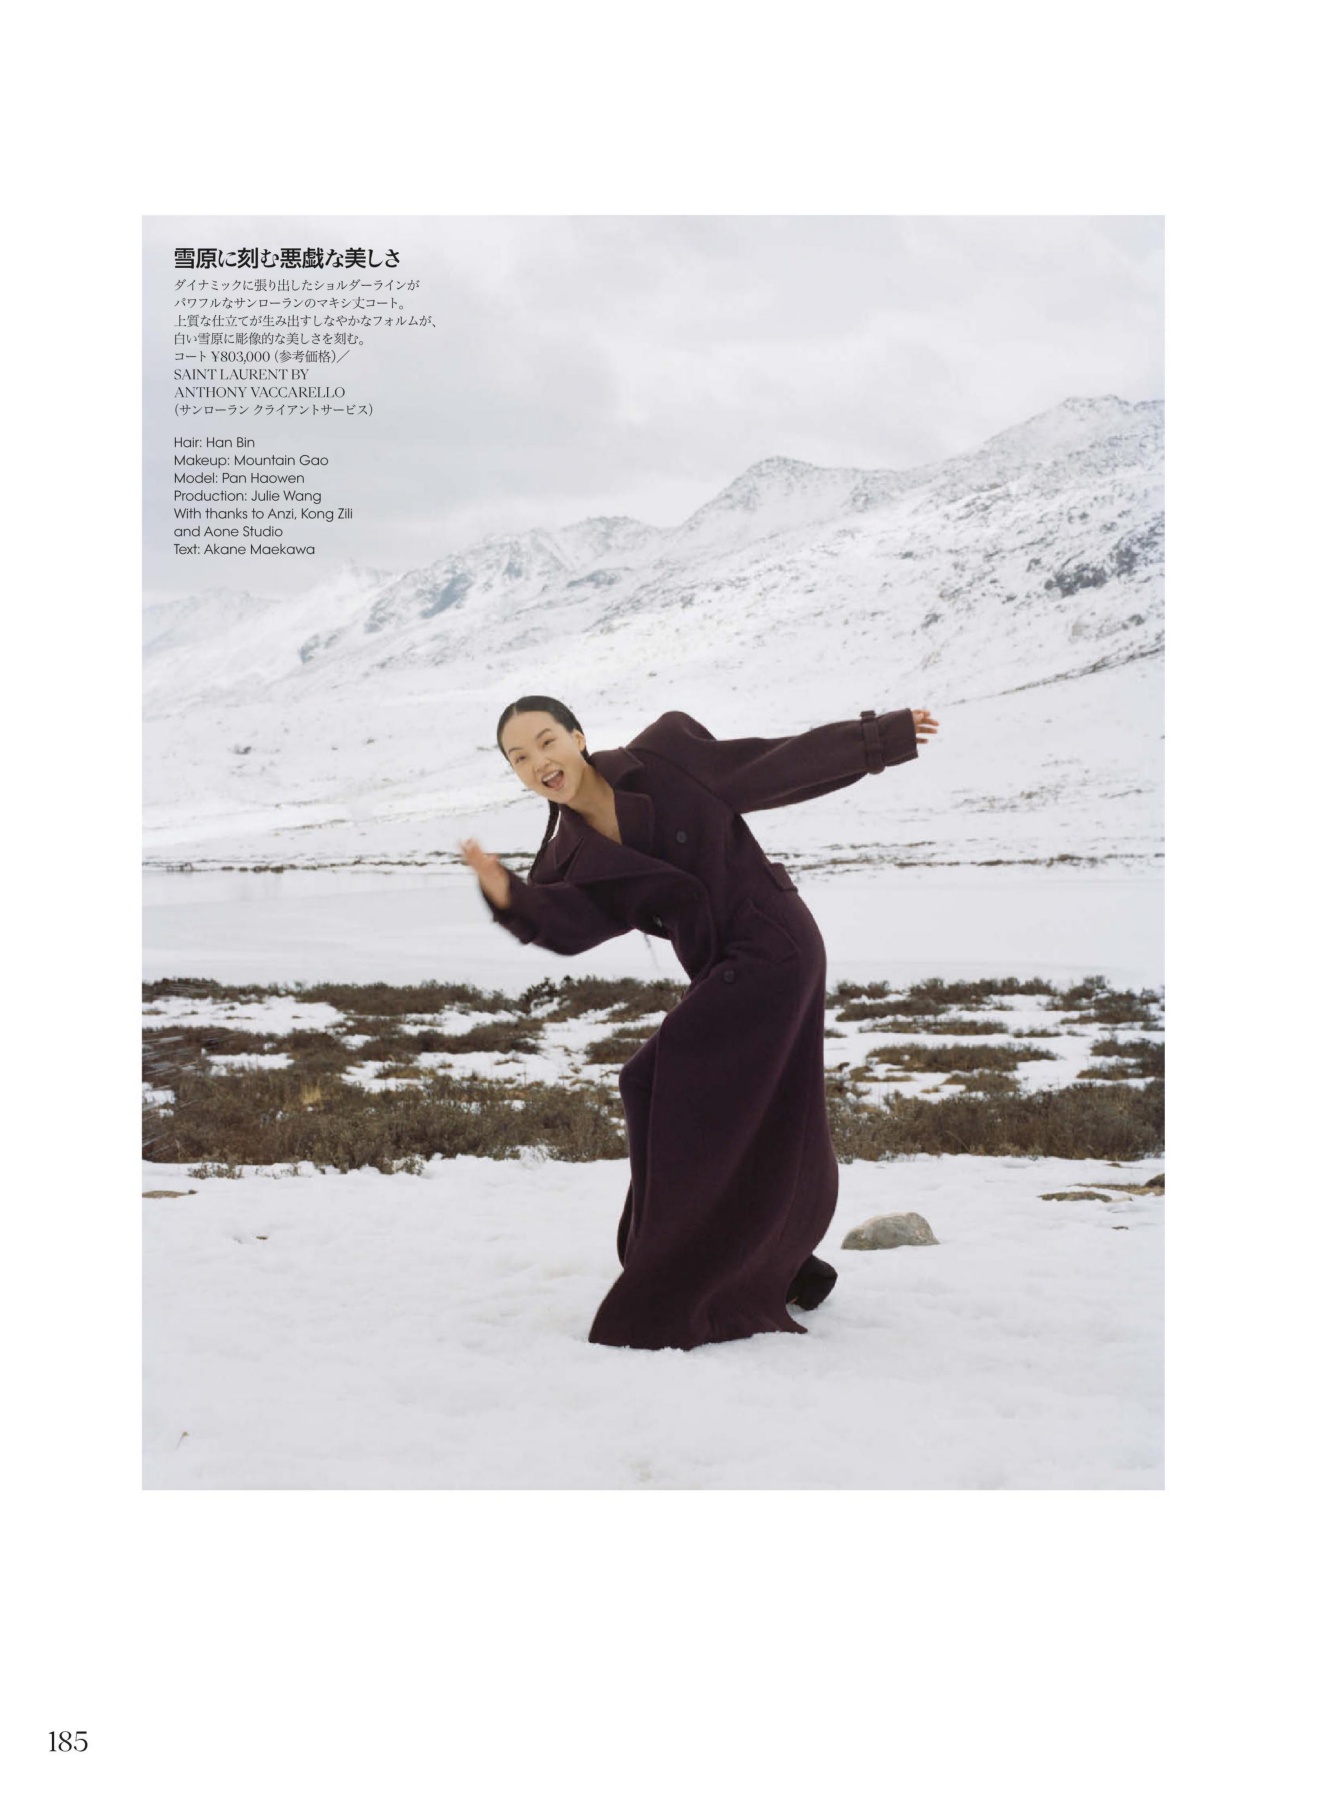 雪原に刻む悪戯な美しさ
ダイナミックに張り出したショルダーラインが
パワフルなサンローランのマキシ丈コート。
上質な仕立てが生み出すしなやかなフォルムが、
白い雪原に彫像的な美しさを刻む。
コート ¥803,000（参考価格）／
SAINT LAURENT BY
ANTHONY VACCARELLO
（サンローラン クライアントサービス）
Hair: Han Bin
Makeup: Mountain Gao
Model: Pan Haowen
Production: Julie Wang
With thanks to Anzi, Kong Zili
and Aone Studio
Text: Akane Maekawa
185